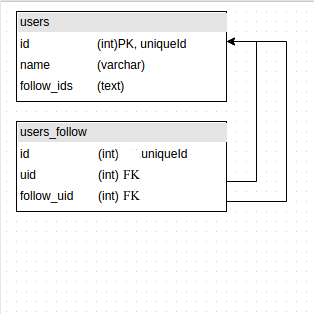 users
id (int)PK, uniqueId
name (varchar)
follow_ids (text)
users_follow
id (int) uniqueId
uid (int) FK
follow_uid (int) FK